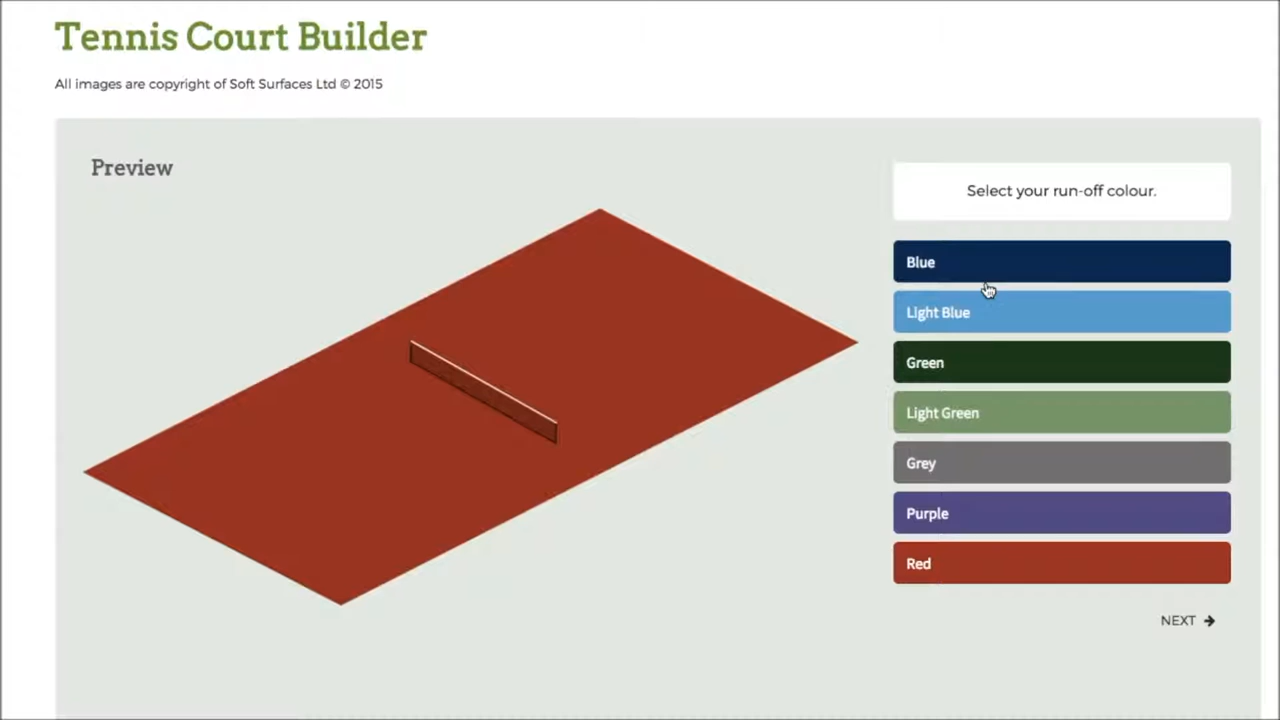 Tennis Court Builder
All images are copyright of Soft Surfaces Ltd © 2015
Preview
Select your run-off colour.
Blue
Light Blue
Green
Light Green
Grey
Purple
Red
NEXT →